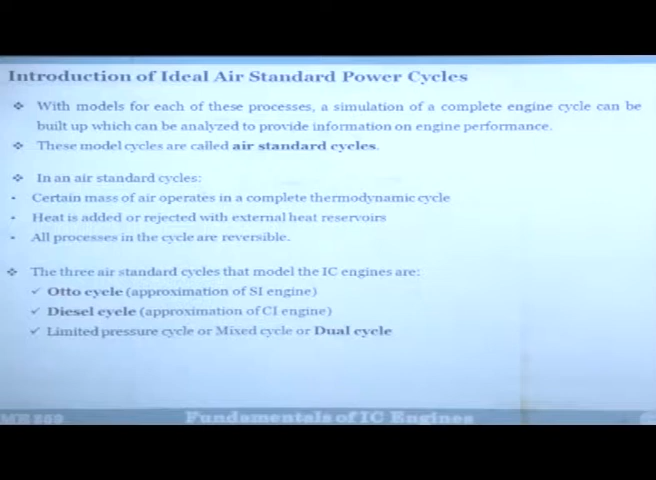 Introduction of Ideal Air Standard Power Cycles
❖ With models for each of these processes, a simulation of a complete engine cycle can be
built up which can be analyzed to provide information on engine performance.
❖ These model cycles are called air standard cycles.
❖ In an air standard cycles:
• Certain mass of air operates in a complete thermodynamic cycle
• Heat is added or rejected with external heat reservoirs
• All processes in the cycle are reversible.
❖ The three air standard cycles that model the IC engines are:
✓ Otto cycle (approximation of SI engine)
✓ Diesel cycle (approximation of CI engine)
✓ Limited pressure cycle or Mixed cycle or Dual cycle
Fundamentals of IC Engines